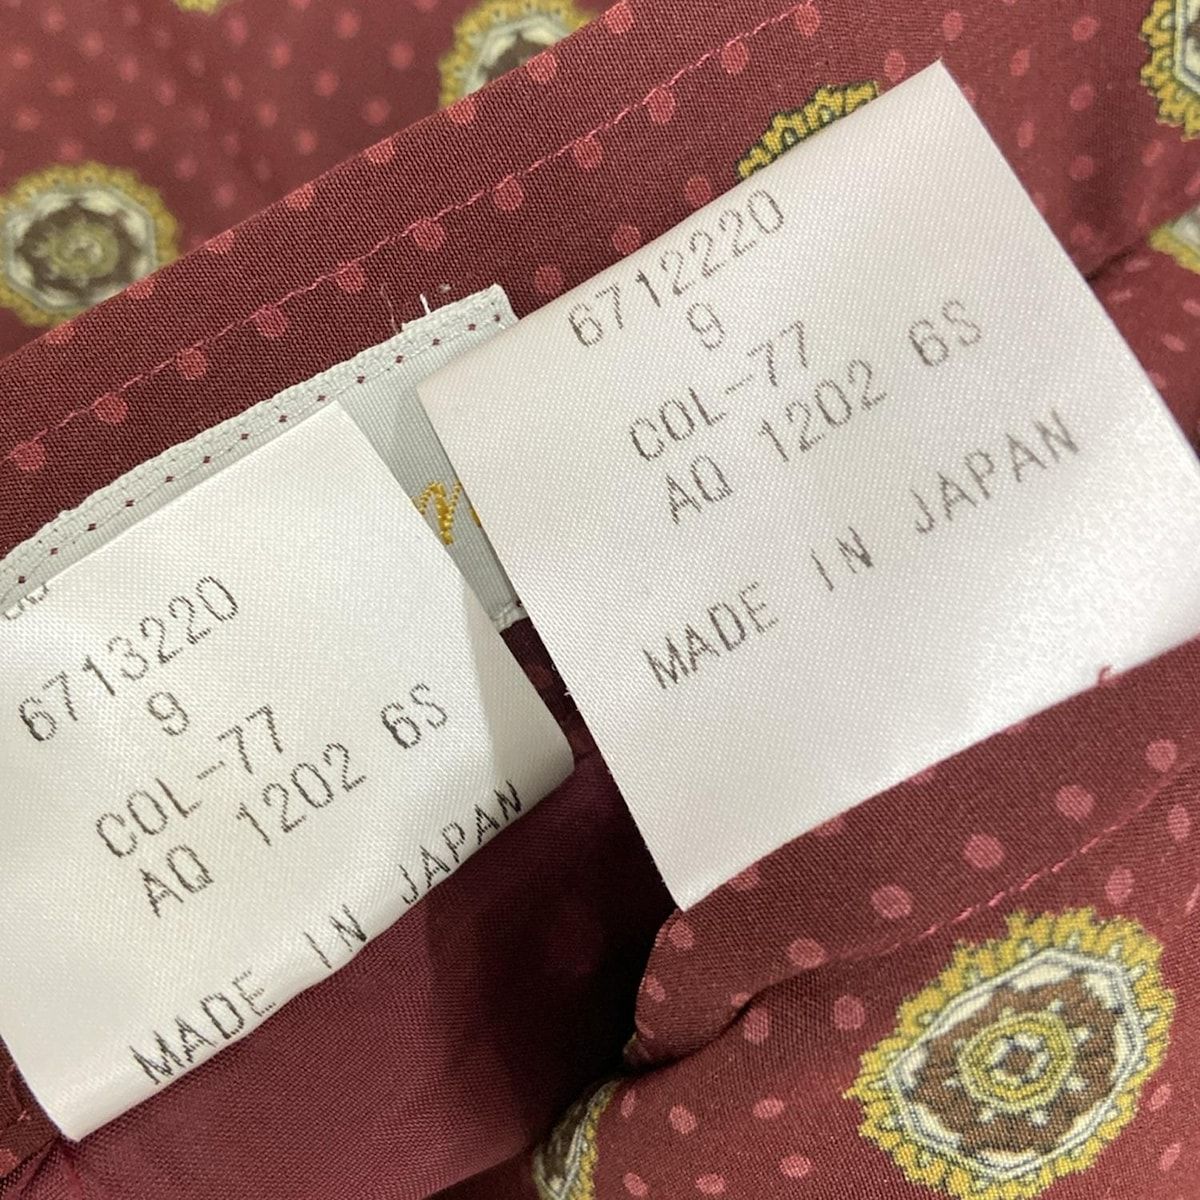 6713220
9
COL-77
AQ 1202 6S
MADE IN JAPAN
6712220
9
COL-77
AQ 1202 6S
MADE IN JAPAN